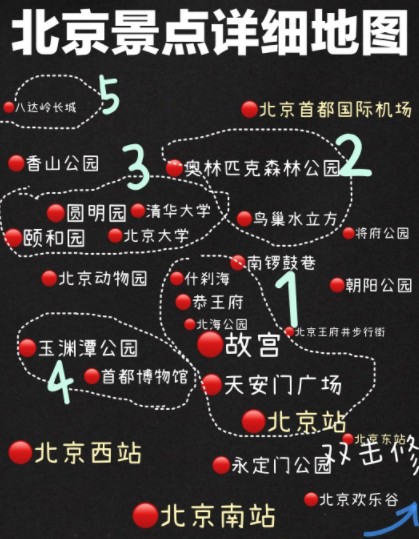 北京景点详细地图
5
八达岭长城
北京首都国际机场
香山公园
3
奥林匹克森林公园
2
圆明园
清华大学
鸟巢水立方
颐和园
北京大学
将府公园
北京动物园
什刹海
南锣鼓巷
朝阳公园
恭王府
1
北海公园
北京王府井步行街
玉渊潭公园
故宫
4
首都博物馆
天安门广场
北京站
北京东站
双击修
北京西站
永定门公园
北京欢乐谷
北京南站